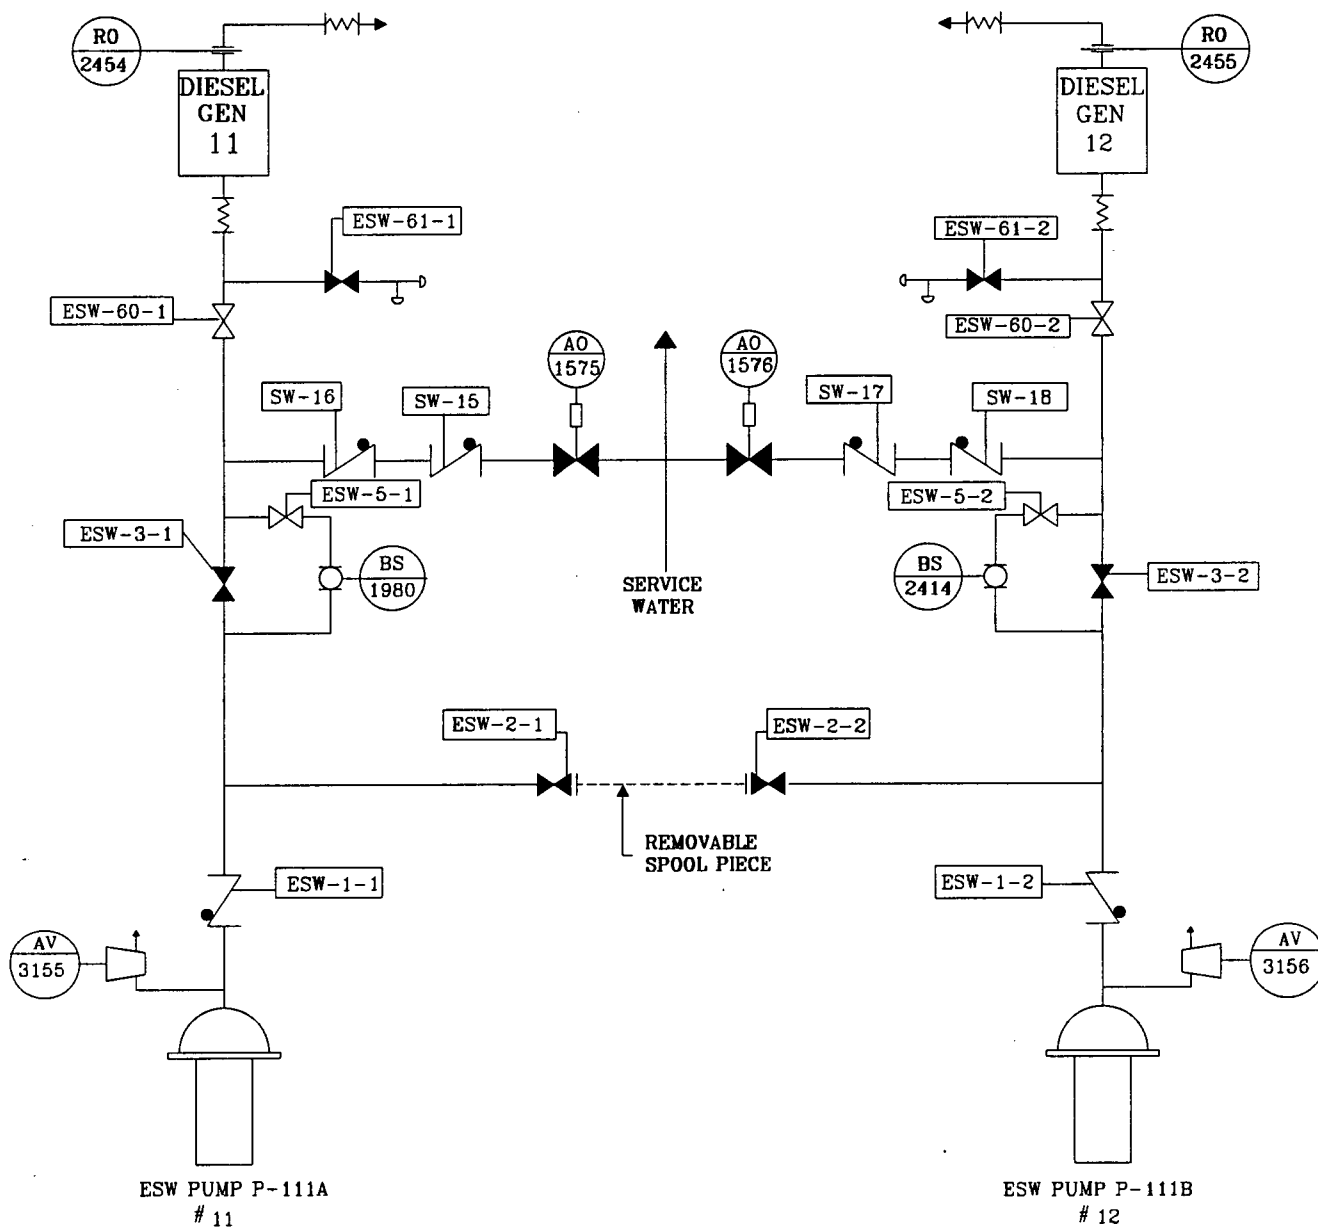 RO
2454
DIESEL
GEN
11
RO
2455
DIESEL
GEN
12
ESW-61-1
ESW-61-2
ESW-60-1
ESW-60-2
AO
1575
AO
1576
SW-16
SW-15
SW-17
SW-18
ESW-5-1
ESW-5-2
ESW-3-1
BS
1980
SERVICE
WATER
BS
2414
ESW-3-2
ESW-2-1
ESW-2-2
REMOVABLE
SPOOL PIECE
ESW-1-1
ESW-1-2
AV
3155
AV
3156
ESW PUMP P-111A
# 11
ESW PUMP P-111B
# 12